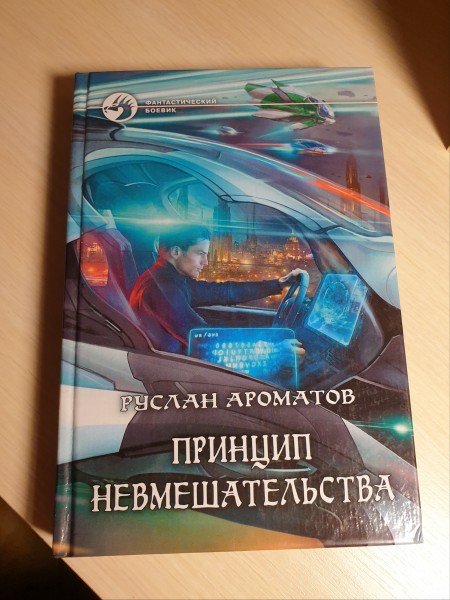 ФАНТАСТИЧЕСКИЙ
БОЕВИК
РУСЛАН АРОМАТОВ
ПРИНЦИП
НЕВМЕШАТЕЛЬСТВА